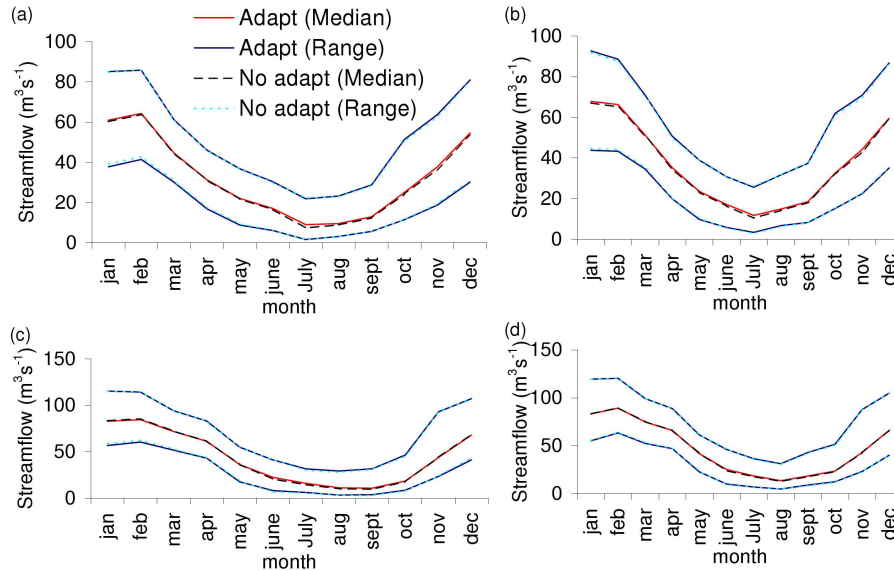 (a)
Adapt (Median)
Adapt (Range)
No adapt (Median)
No adapt (Range)
100
80
60
40
20
0
Streamflow (m³s⁻¹)
jan feb mar apr may june July aug sept oct nov dec
month
(b)
100
80
60
40
20
0
Streamflow (m³s⁻¹)
jan feb mar apr may june July aug sept oct nov dec
month
(c)
150
100
50
0
Streamflow (m³s⁻¹)
jan feb mar apr may june July aug sept oct nov dec
month
(d)
150
100
50
0
Streamflow (m³s⁻¹)
jan feb mar apr may june July aug sept oct nov dec
month